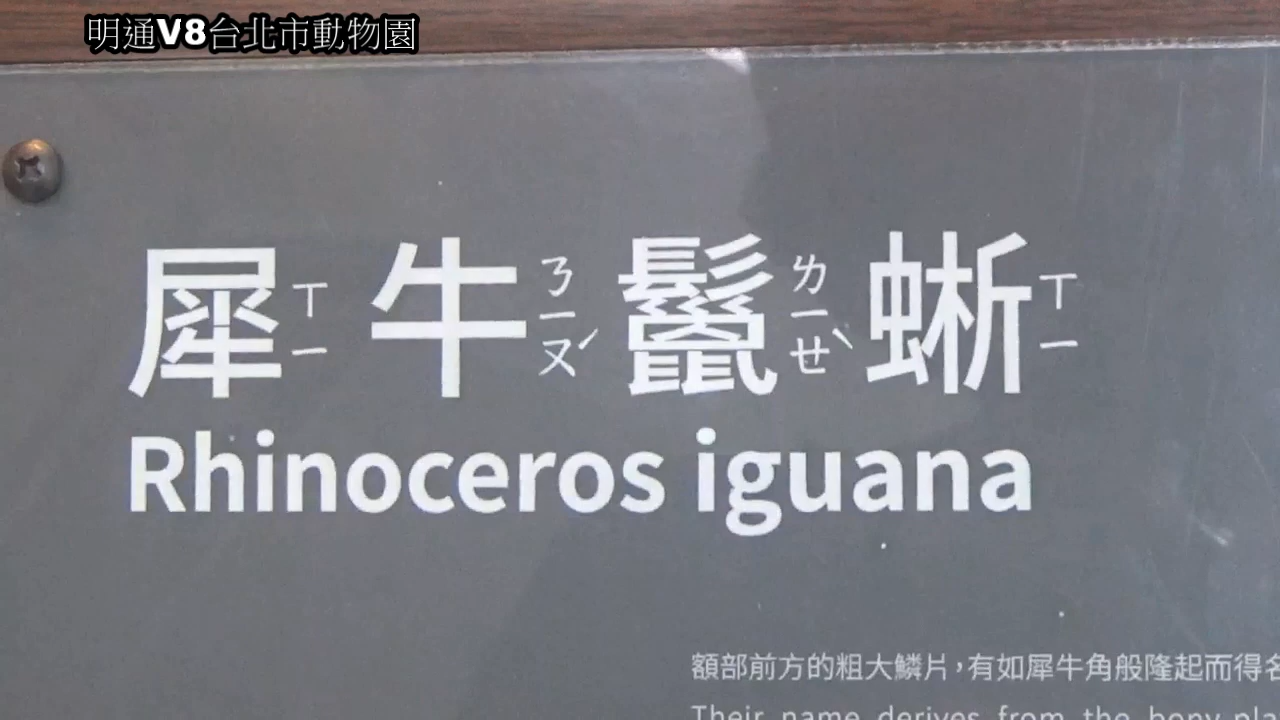 明通V8台北市動物園
犀ㄒㄧ牛ㄋㄧㄡˊ鬣ㄌㄧㄝˋ蜥ㄒㄧ
Rhinoceros iguana
額部前方的粗大鱗片，有如犀牛角般隆起而得名
Their name derives from the bony pla